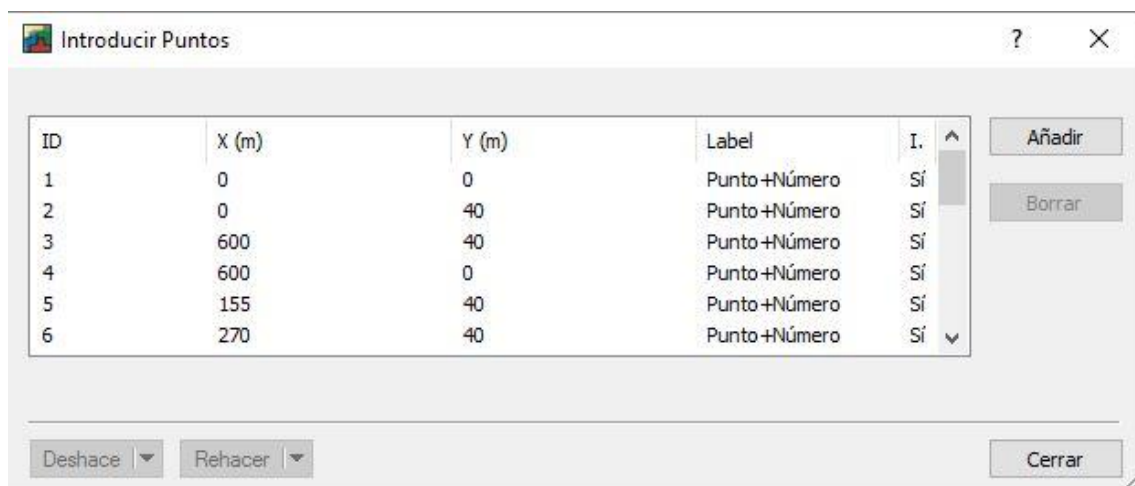 Introducir Puntos ?
ID X (m) Y (m) Label I. Añadir
1 0 0 Punto+Número Sí
2 0 40 Punto+Número Sí Borrar
3 600 40 Punto+Número Sí
4 600 0 Punto+Número Sí
5 155 40 Punto+Número Sí
6 270 40 Punto+Número Sí
Deshace Rehacer Cerrar